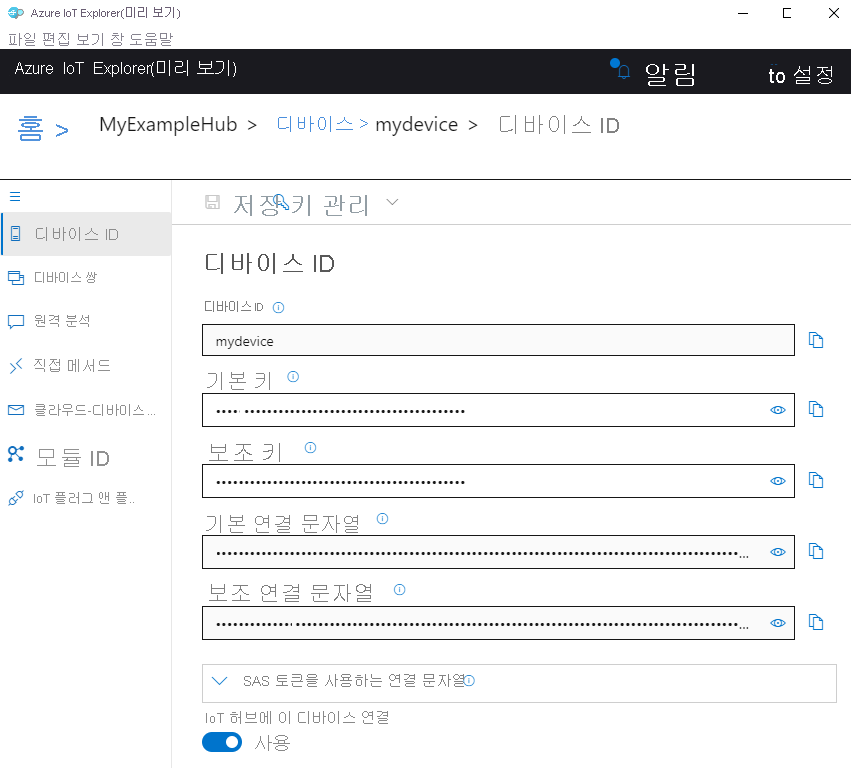 Azure IoT Explorer(미리 보기)
파일 편집 보기 창 도움말
Azure IoT Explorer(미리 보기)
알림
to 설정
홈 > MyExampleHub > 디바이스 > mydevice > 디바이스 ID
저장 키 관리
디바이스 ID
디바이스 쌍
원격 분석
직접 메서드
클라우드-디바이스...
모듈 ID
IoT 플러그 앤 플..
디바이스 ID
디바이스 ID
mydevice
기본 키
보조 키
기본 연결 문자열
...
보조 연결 문자열
...
SAS 토큰을 사용하는 연결 문자열
IoT 허브에 이 디바이스 연결
사용